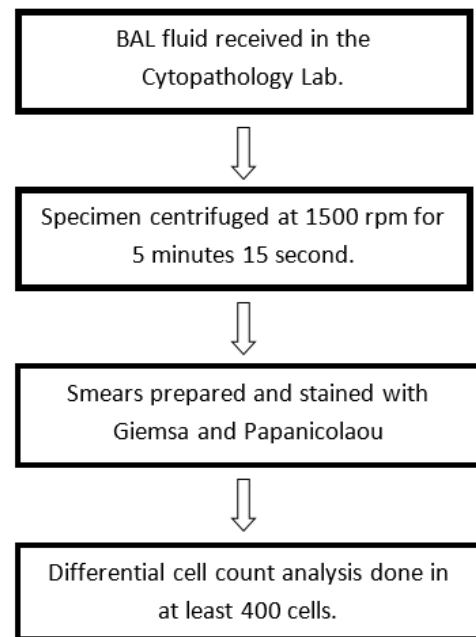 BAL fluid received in the
Cytopathology Lab.
Specimen centrifuged at 1500 rpm for
5 minutes 15 second.
Smears prepared and stained with
Giemsa and Papanicolaou
Differential cell count analysis done in
at least 400 cells.